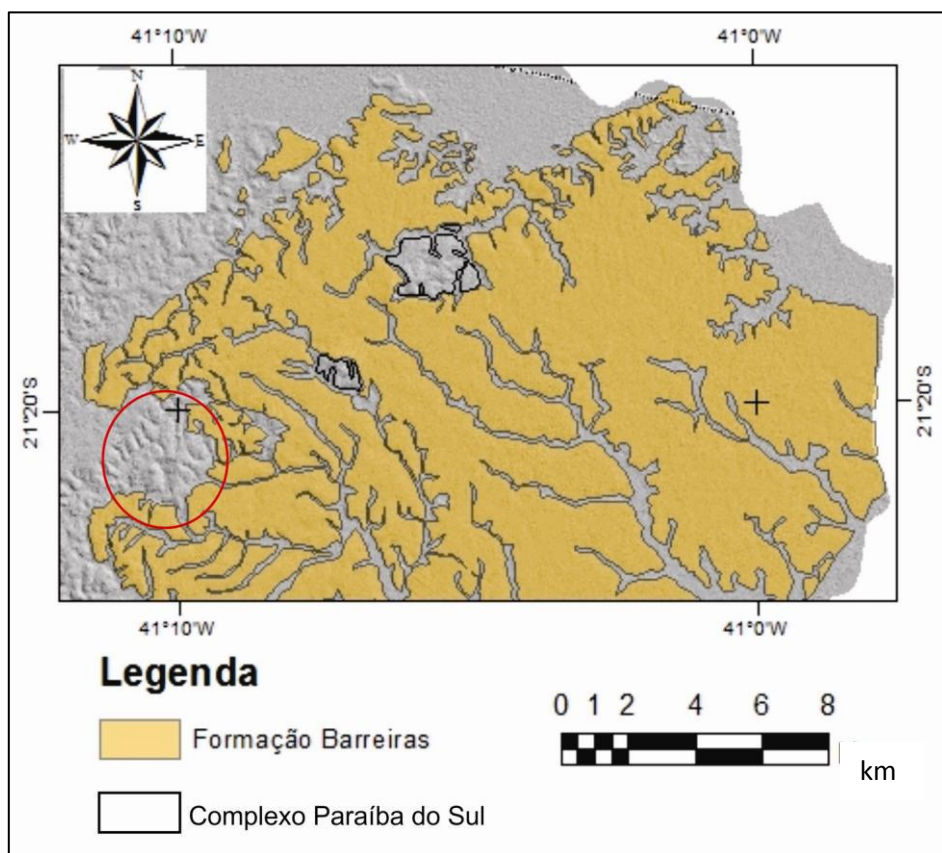 41°10'W 41°0'W
N
W E
S
21°20'S 21°20'S
41°10'W 41°0'W
Legenda
Formação Barreiras
Complexo Paraíba do Sul
0 1 2 4 6 8
km